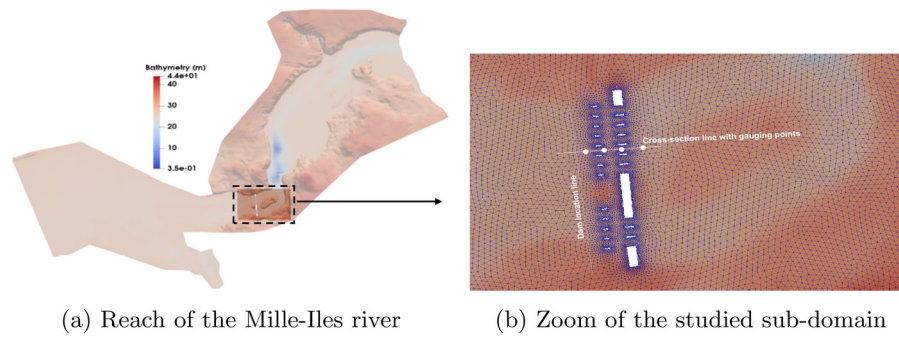 Bathymetry (m)
4.4e+01
40
30
20
10
3.5e-01
Cross-section line with gauging points
Dam location line
(a) Reach of the Mille-Iles river
(b) Zoom of the studied sub-domain